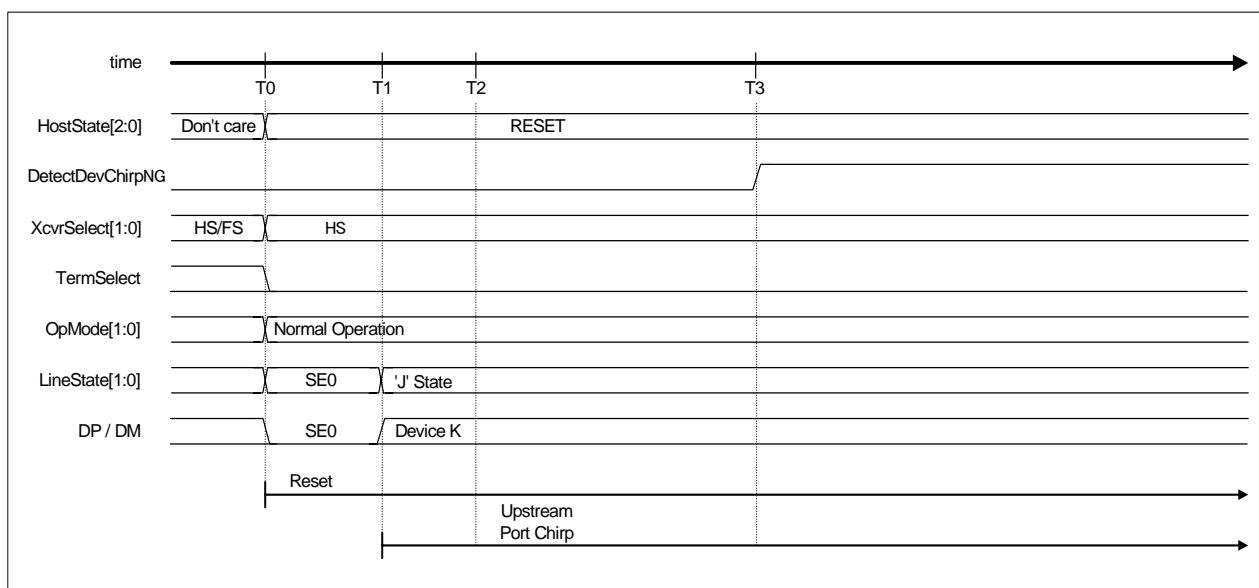 time
T0 T1 T2 T3
HostState[2:0] Don't care RESET
DetectDevChirpNG
XcvrSelect[1:0] HS/FS HS
TermSelect
OpMode[1:0] Normal Operation
LineState[1:0] SE0 'J' State
DP / DM SE0 Device K
Reset
Upstream
Port Chirp